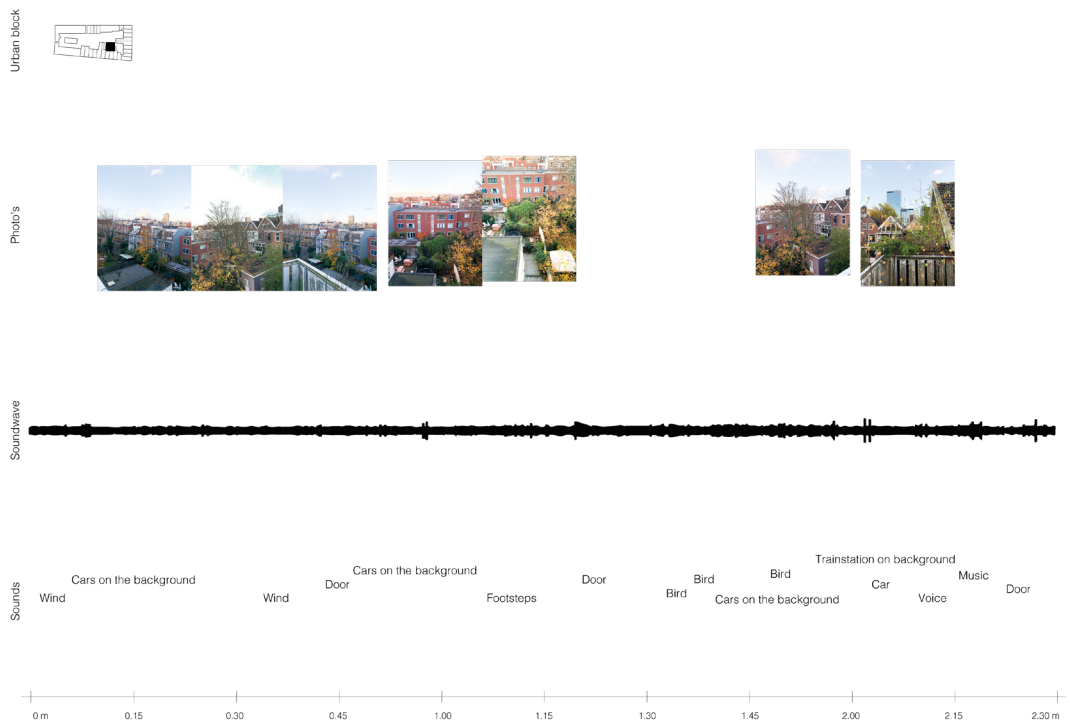 Urban block
Photo's
Soundwave
Sounds
Trainstation on background
Cars on the background
Bird
Music
Cars on the background
Door
Bird
Door
Car
Door
Bird
Wind
Wind
Footsteps
Cars on the background
Voice
0 m
0.15
0.30
0.45
1.00
1.15
1.30
1.45
2.00
2.15
2.30 m